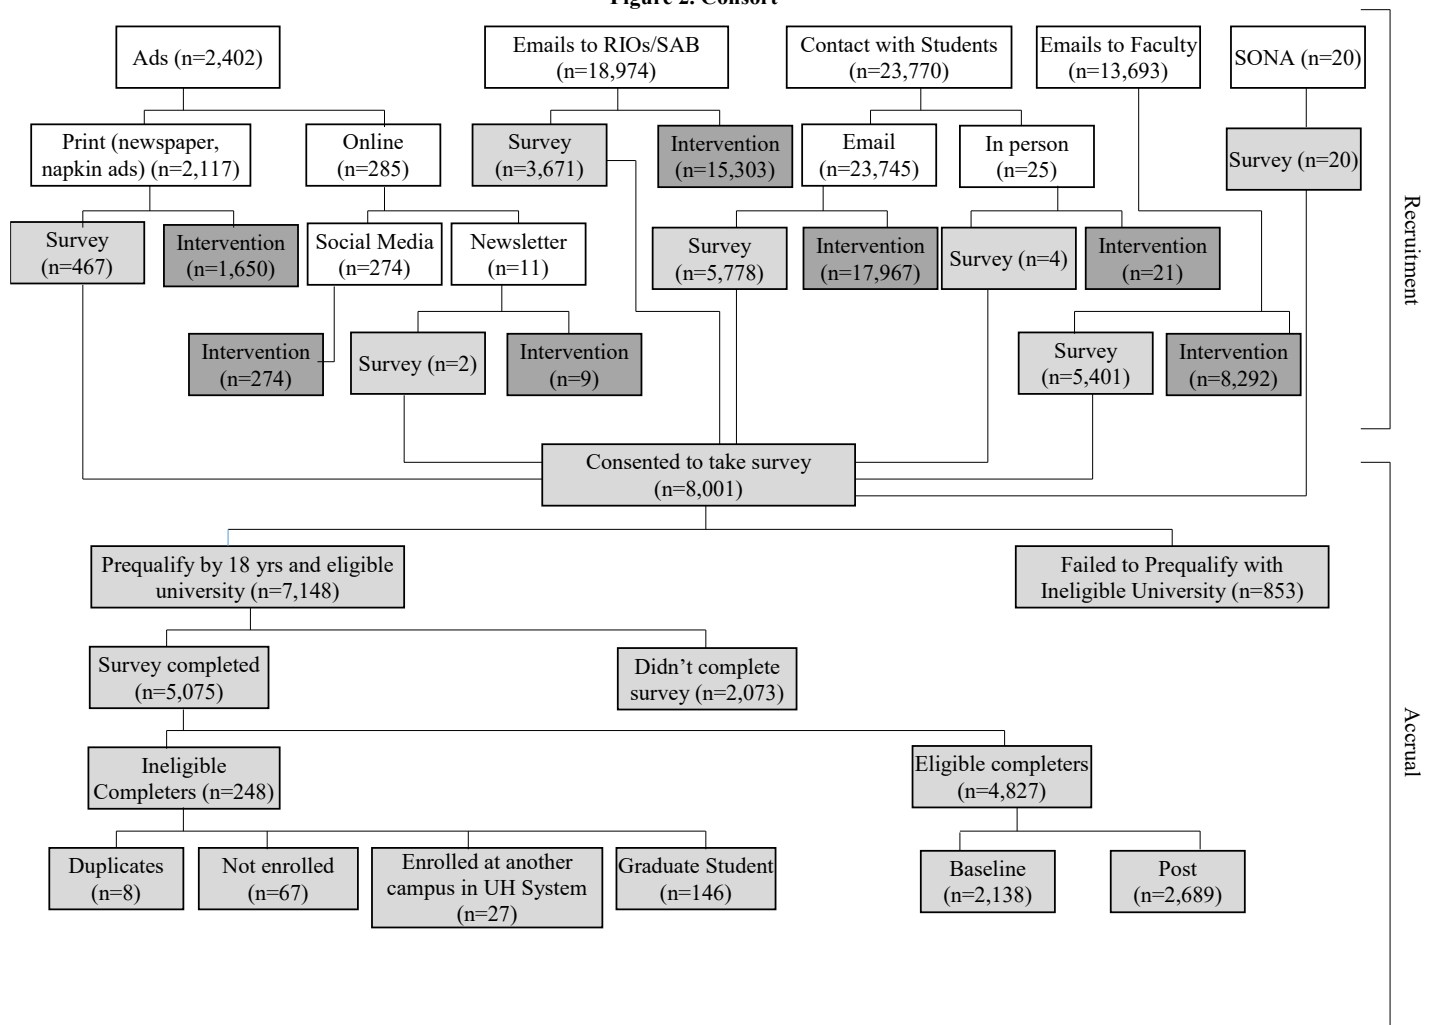 Figure 2. Consort
Ads (n=2,402)
Emails to RIOs/SAB
(n=18,974)
Contact with Students
(n=23,770)
Emails to Faculty
(n=13,693)
SONA (n=20)
Print (newspaper,
napkin ads) (n=2,117)
Online
(n=285)
Survey
(n=3,671)
Intervention
(n=15,303)
Email
(n=23,745)
In person
(n=25)
Survey (n=20)
Survey
(n=467)
Intervention
(n=1,650)
Social Media
(n=274)
Newsletter
(n=11)
Survey
(n=5,778)
Intervention
(n=17,967)
Survey (n=4)
Intervention
(n=21)
Intervention
(n=274)
Survey (n=2)
Intervention
(n=9)
Survey
(n=5,401)
Intervention
(n=8,292)
Recruitment
Consented to take survey
(n=8,001)
Prequalify by 18 yrs and eligible
university (n=7,148)
Failed to Prequalify with
Ineligible University (n=853)
Survey completed
(n=5,075)
Didn’t complete
survey (n=2,073)
Accrual
Ineligible
Completers (n=248)
Eligible completers
(n=4,827)
Duplicates
(n=8)
Not enrolled
(n=67)
Enrolled at another
campus in UH System
(n=27)
Graduate Student
(n=146)
Baseline
(n=2,138)
Post
(n=2,689)